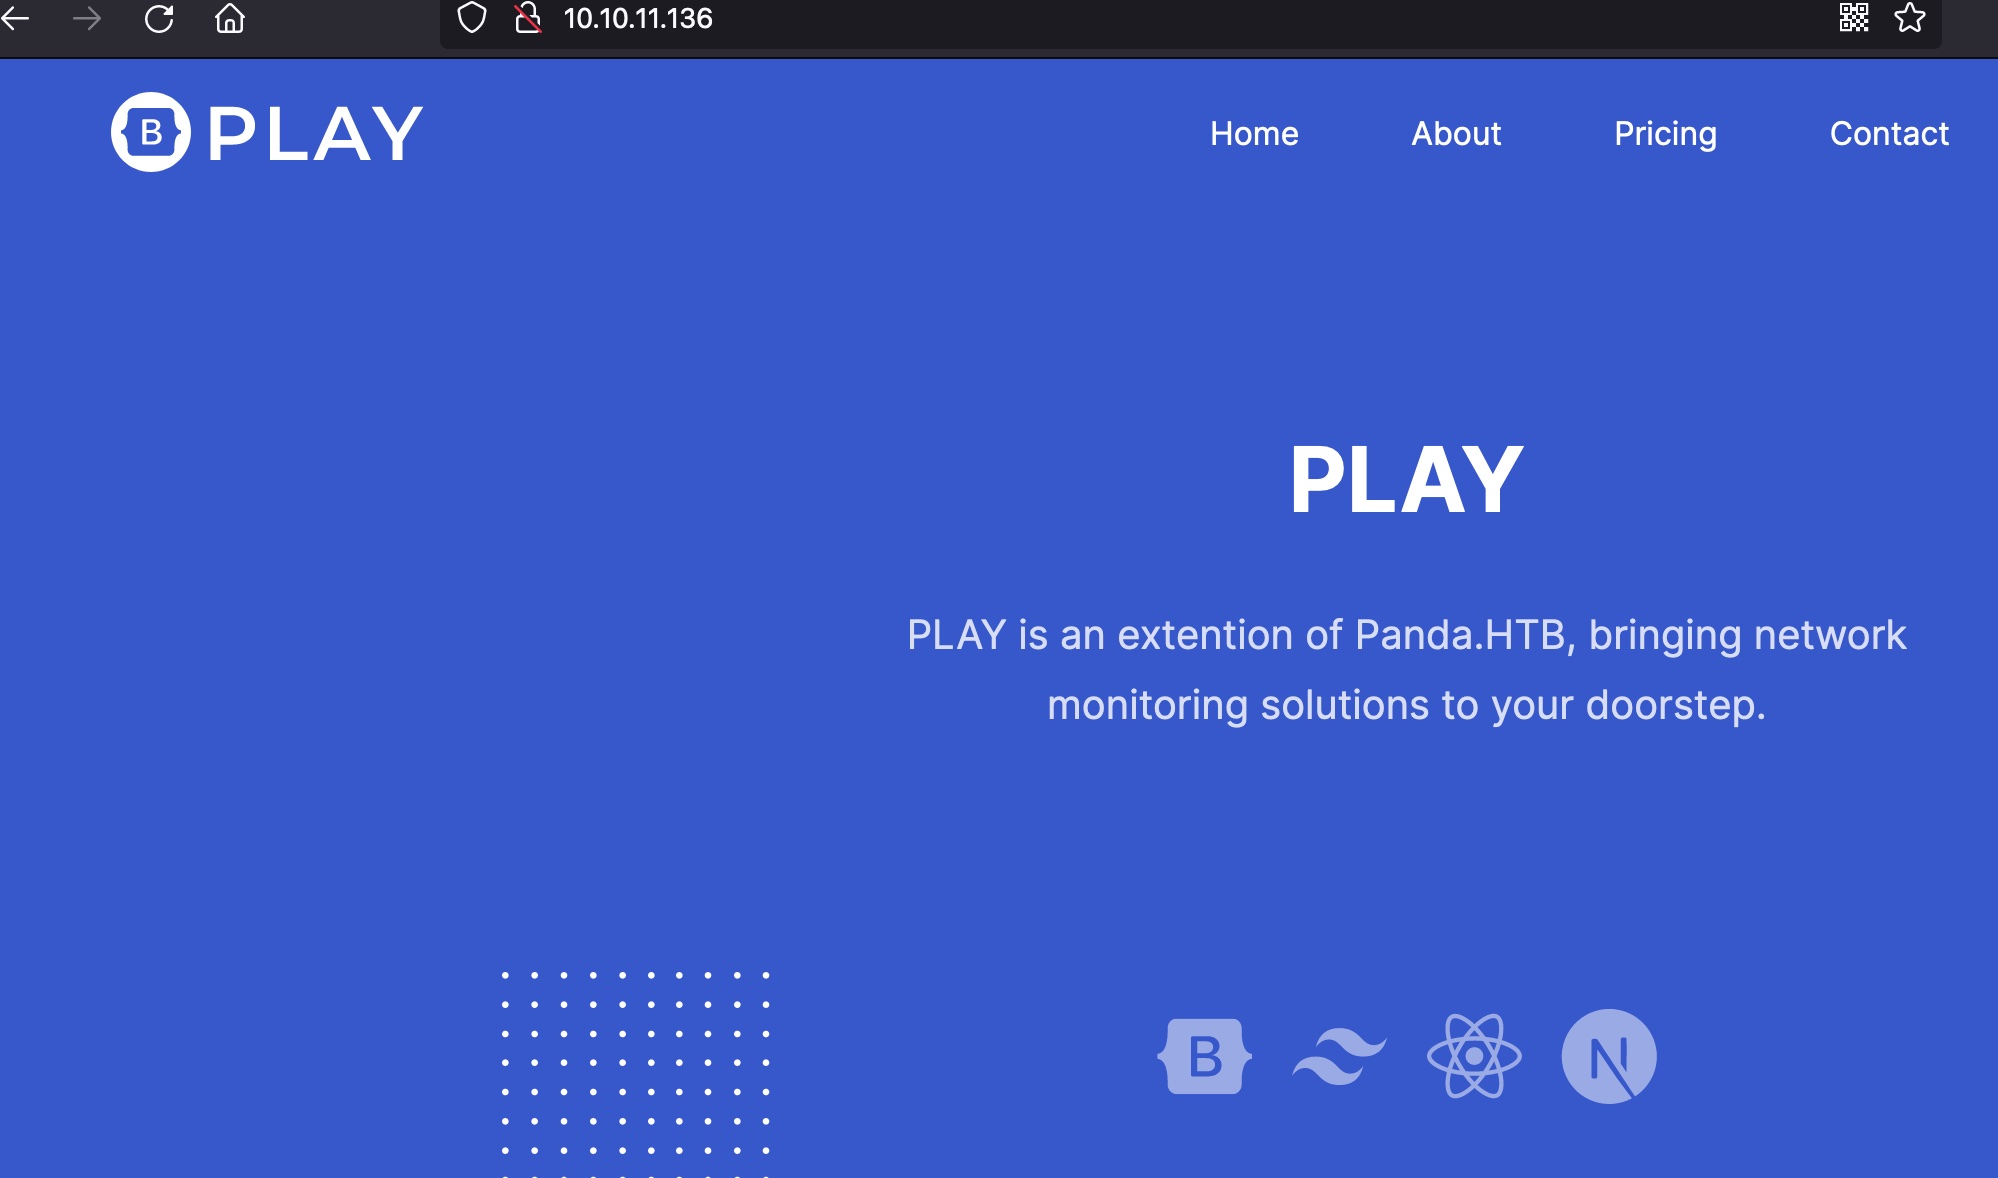 10.10.11.136
B PLAY
Home About Pricing Contact
PLAY
PLAY is an extention of Panda.HTB, bringing network
monitoring solutions to your doorstep.
B N